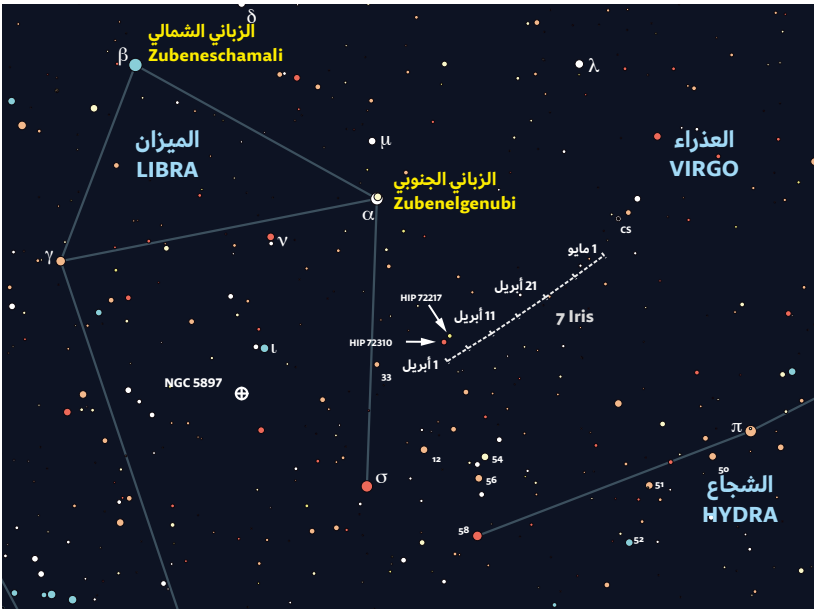 δ
الزباني الشمالي
Zubeneschamali
β
λ
μ
الميزان
LIBRA
العذراء
VIRGO
الزباني الجنوبي
Zubenelgenubi
α
CS
ν
γ
1 مايو
21 أبريل
HIP 72217
11 أبريل
7 Iris
HIP 72310
ι
1 أبريل
33
NGC 5897
π
12
54
50
σ
56
51
الشجاع
HYDRA
58
52